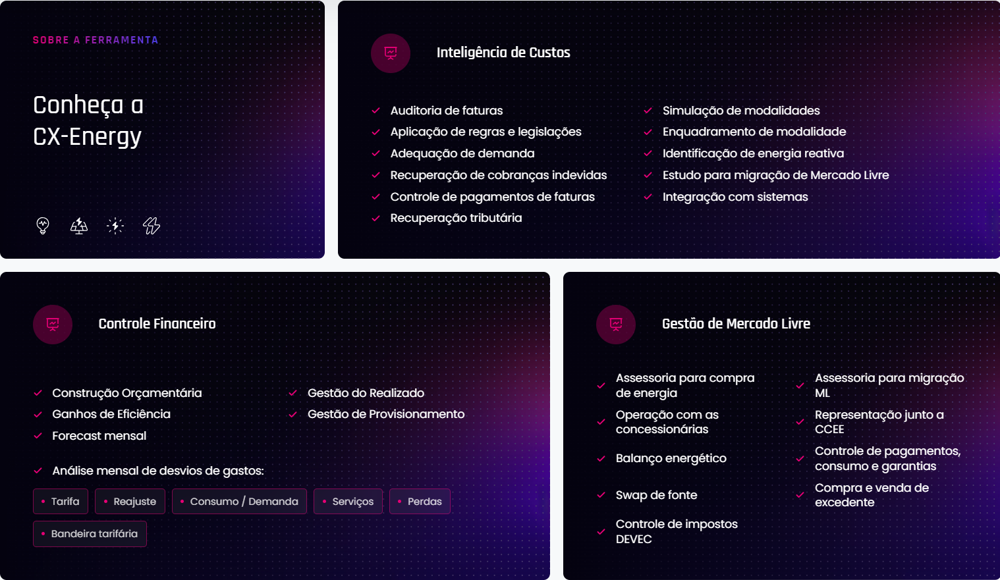 SOBRE A FERRAMENTA
Conheça a
CX-Energy
Inteligência de Custos
Auditoria de faturas
Aplicação de regras e legislações
Adequação de demanda
Recuperação de cobranças indevidas
Controle de pagamentos de faturas
Recuperação tributária
Simulação de modalidades
Enquadramento de modalidade
Identificação de energia reativa
Estudo para migração de Mercado Livre
Integração com sistemas
Controle Financeiro
Construção Orçamentária
Ganhos de Eficiência
Forecast mensal
Gestão do Realizado
Gestão de Provisionamento
Análise mensal de desvios de gastos:
Tarifa
Reajuste
Consumo / Demanda
Serviços
Perdas
Bandeira tarifária
Gestão de Mercado Livre
Assessoria para compra
de energia
Operação com as
concessionárias
Balanço energético
Swap de fonte
Controle de impostos
DEVEC
Assessoria para migração
ML
Representação junto a
CCEE
Controle de pagamentos,
consumo e garantias
Compra e venda de
excedente